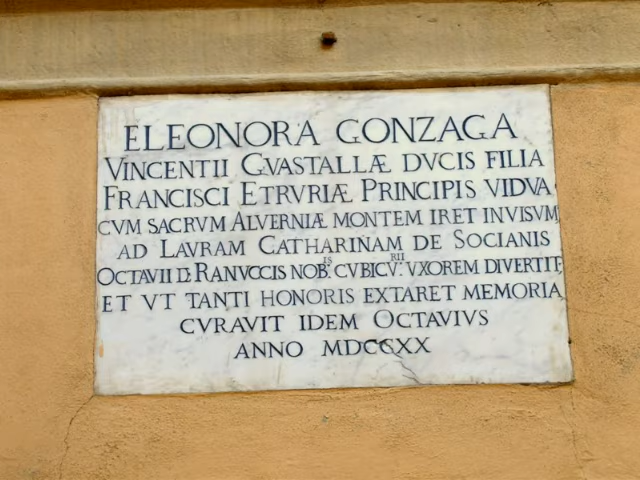 ELEONORA GONZAGA
VINCENTII GVASTALLÆ DVCIS FILIA
FRANCISCI ETRVRIÆ PRINCIPIS VIDVA
CVM SACRVM ALVERNIÆ MONTEM IRET INVISVM
AD LAVRAM CATHARINAM DE SOCIANIS
OCTAVII DE RANVCCIS NOB.IS CVBICV.RII VXOREM DIVERTIT
ET VT TANTI HONORIS EXTARET MEMORIA
CVRAVIT IDEM OCTAVIVS
ANNO MDCCXX